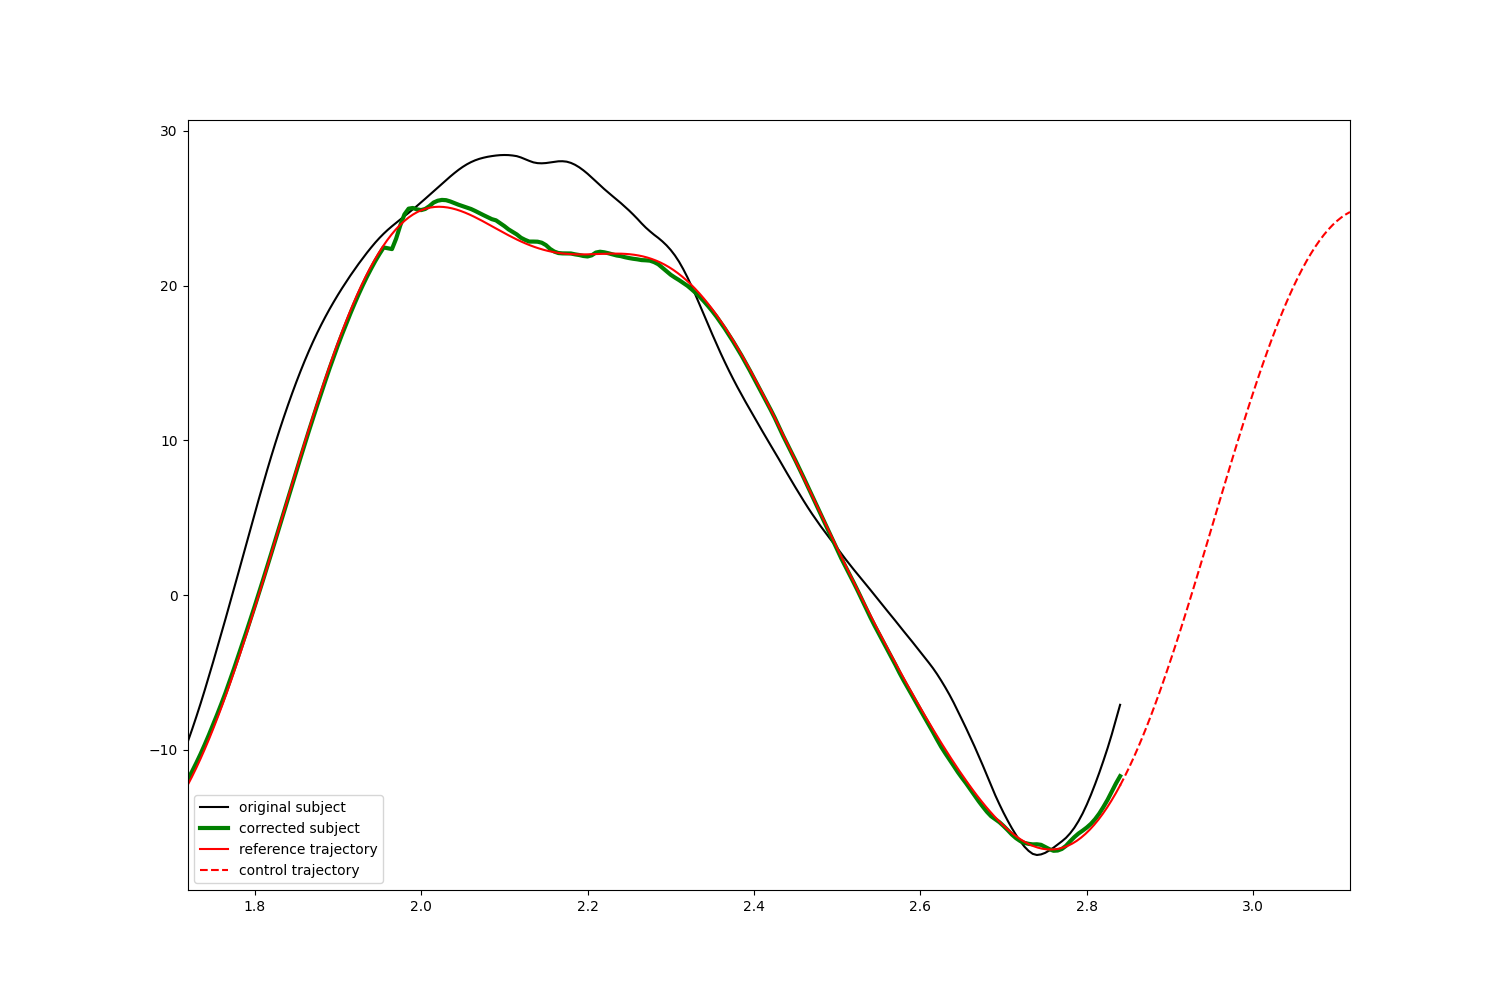 30
20
10
0
−10
original subject
corrected subject
reference trajectory
control trajectory
1.8 2.0 2.2 2.4 2.6 2.8 3.0